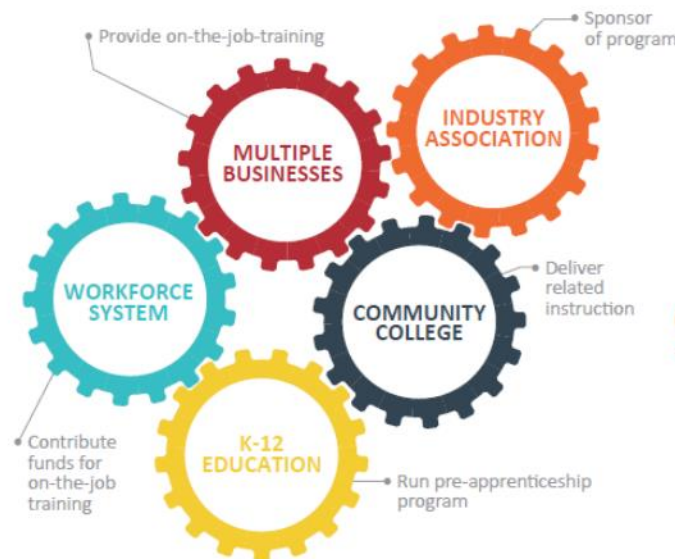 Provide on-the-job-training
Sponsor
of program
MULTIPLE
BUSINESSES
INDUSTRY
ASSOCIATION
WORKFORCE
SYSTEM
COMMUNITY
COLLEGE
Deliver
related
instruction
K-12
EDUCATION
Contribute
funds for
on-the-job
training
Run pre-apprenticeship
program